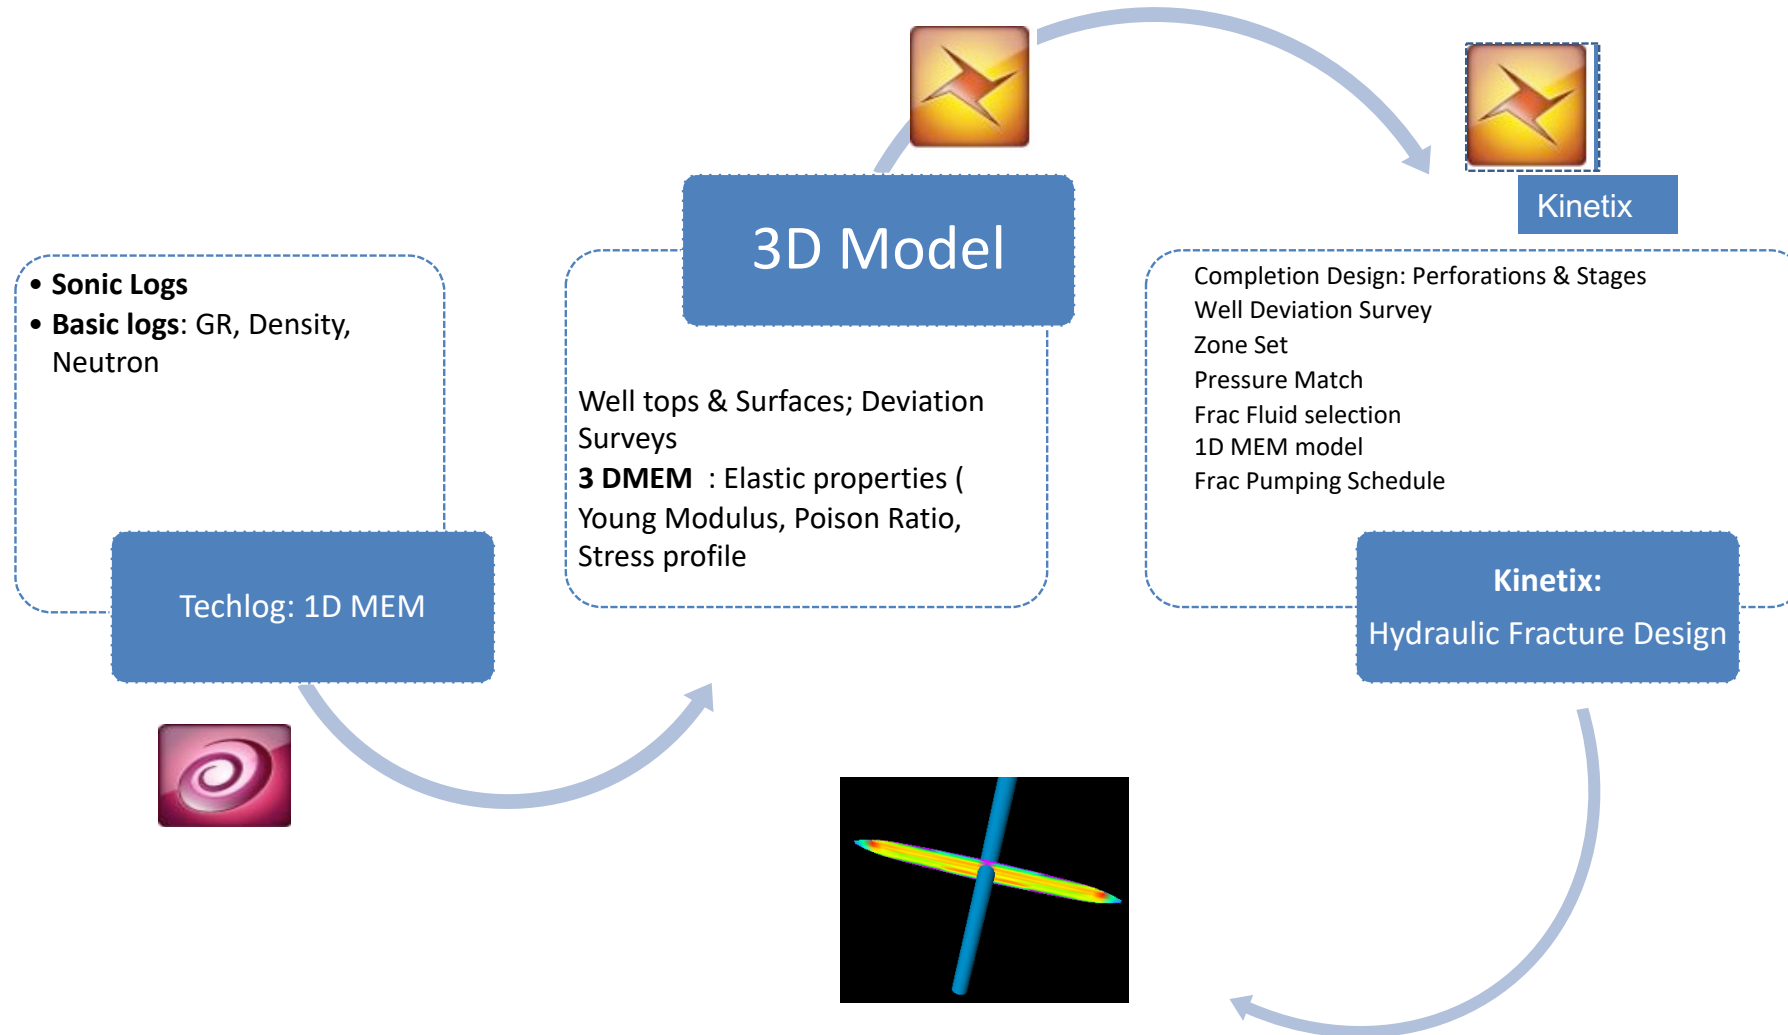 • Sonic Logs
• Basic logs: GR, Density,
Neutron
Techlog: 1D MEM
3D Model
Well tops & Surfaces; Deviation
Surveys
3 DMEM : Elastic properties (
Young Modulus, Poison Ratio,
Stress profile
Kinetix
Completion Design: Perforations & Stages
Well Deviation Survey
Zone Set
Pressure Match
Frac Fluid selection
1D MEM model
Frac Pumping Schedule
Kinetix:
Hydraulic Fracture Design